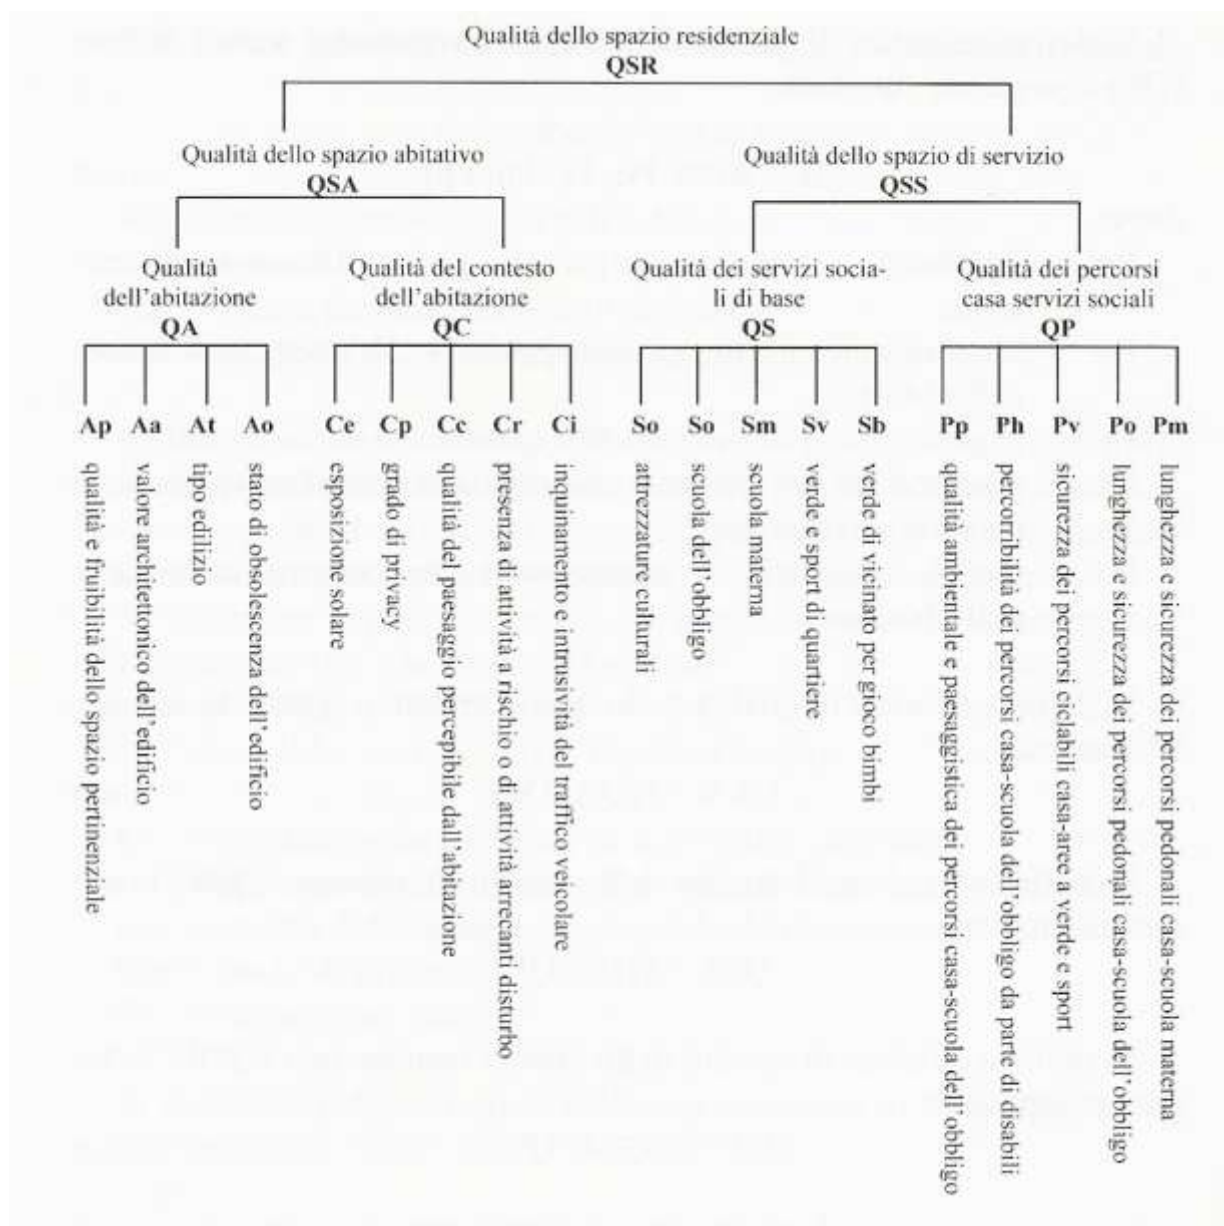 Qualità dello spazio residenziale
QSR
Qualità dello spazio abitativo
QSA
Qualità dello spazio di servizio
QSS
Qualità
dell'abitazione
QA
Qualità del contesto
dell'abitazione
QC
Qualità dei servizi socia-
li di base
QS
Qualità dei percorsi
casa servizi sociali
QP
Ap Aa At Ao Ce Cp Cc Cr Ci So So Sm Sv Sb Pp Ph Pv Po Pm
qualità e fruibilità dello spazio pertinenziale
valore architettonico dell'edificio
tipo edilizio
stato di obsolescenza dell'edificio
esposizione solare
grado di privacy
qualità del paesaggio percepibile dall'abitazione
presenza di attività a rischio o di attività arrecanti disturbo
inquinamento e intrusività del traffico veicolare
attrezzature culturali
scuola dell'obbligo
scuola materna
verde e sport di quartiere
verde di vicinato per gioco bimbi
qualità ambientale e paesaggistica dei percorsi casa-scuola dell'obbligo
percorribilità dei percorsi casa-scuola dell'obbligo da parte di disabili
sicurezza dei percorsi ciclabili casa-aree a verde e sport
lunghezza e sicurezza dei percorsi pedonali casa-scuola dell'obbligo
lunghezza e sicurezza dei percorsi pedonali casa-scuola materna